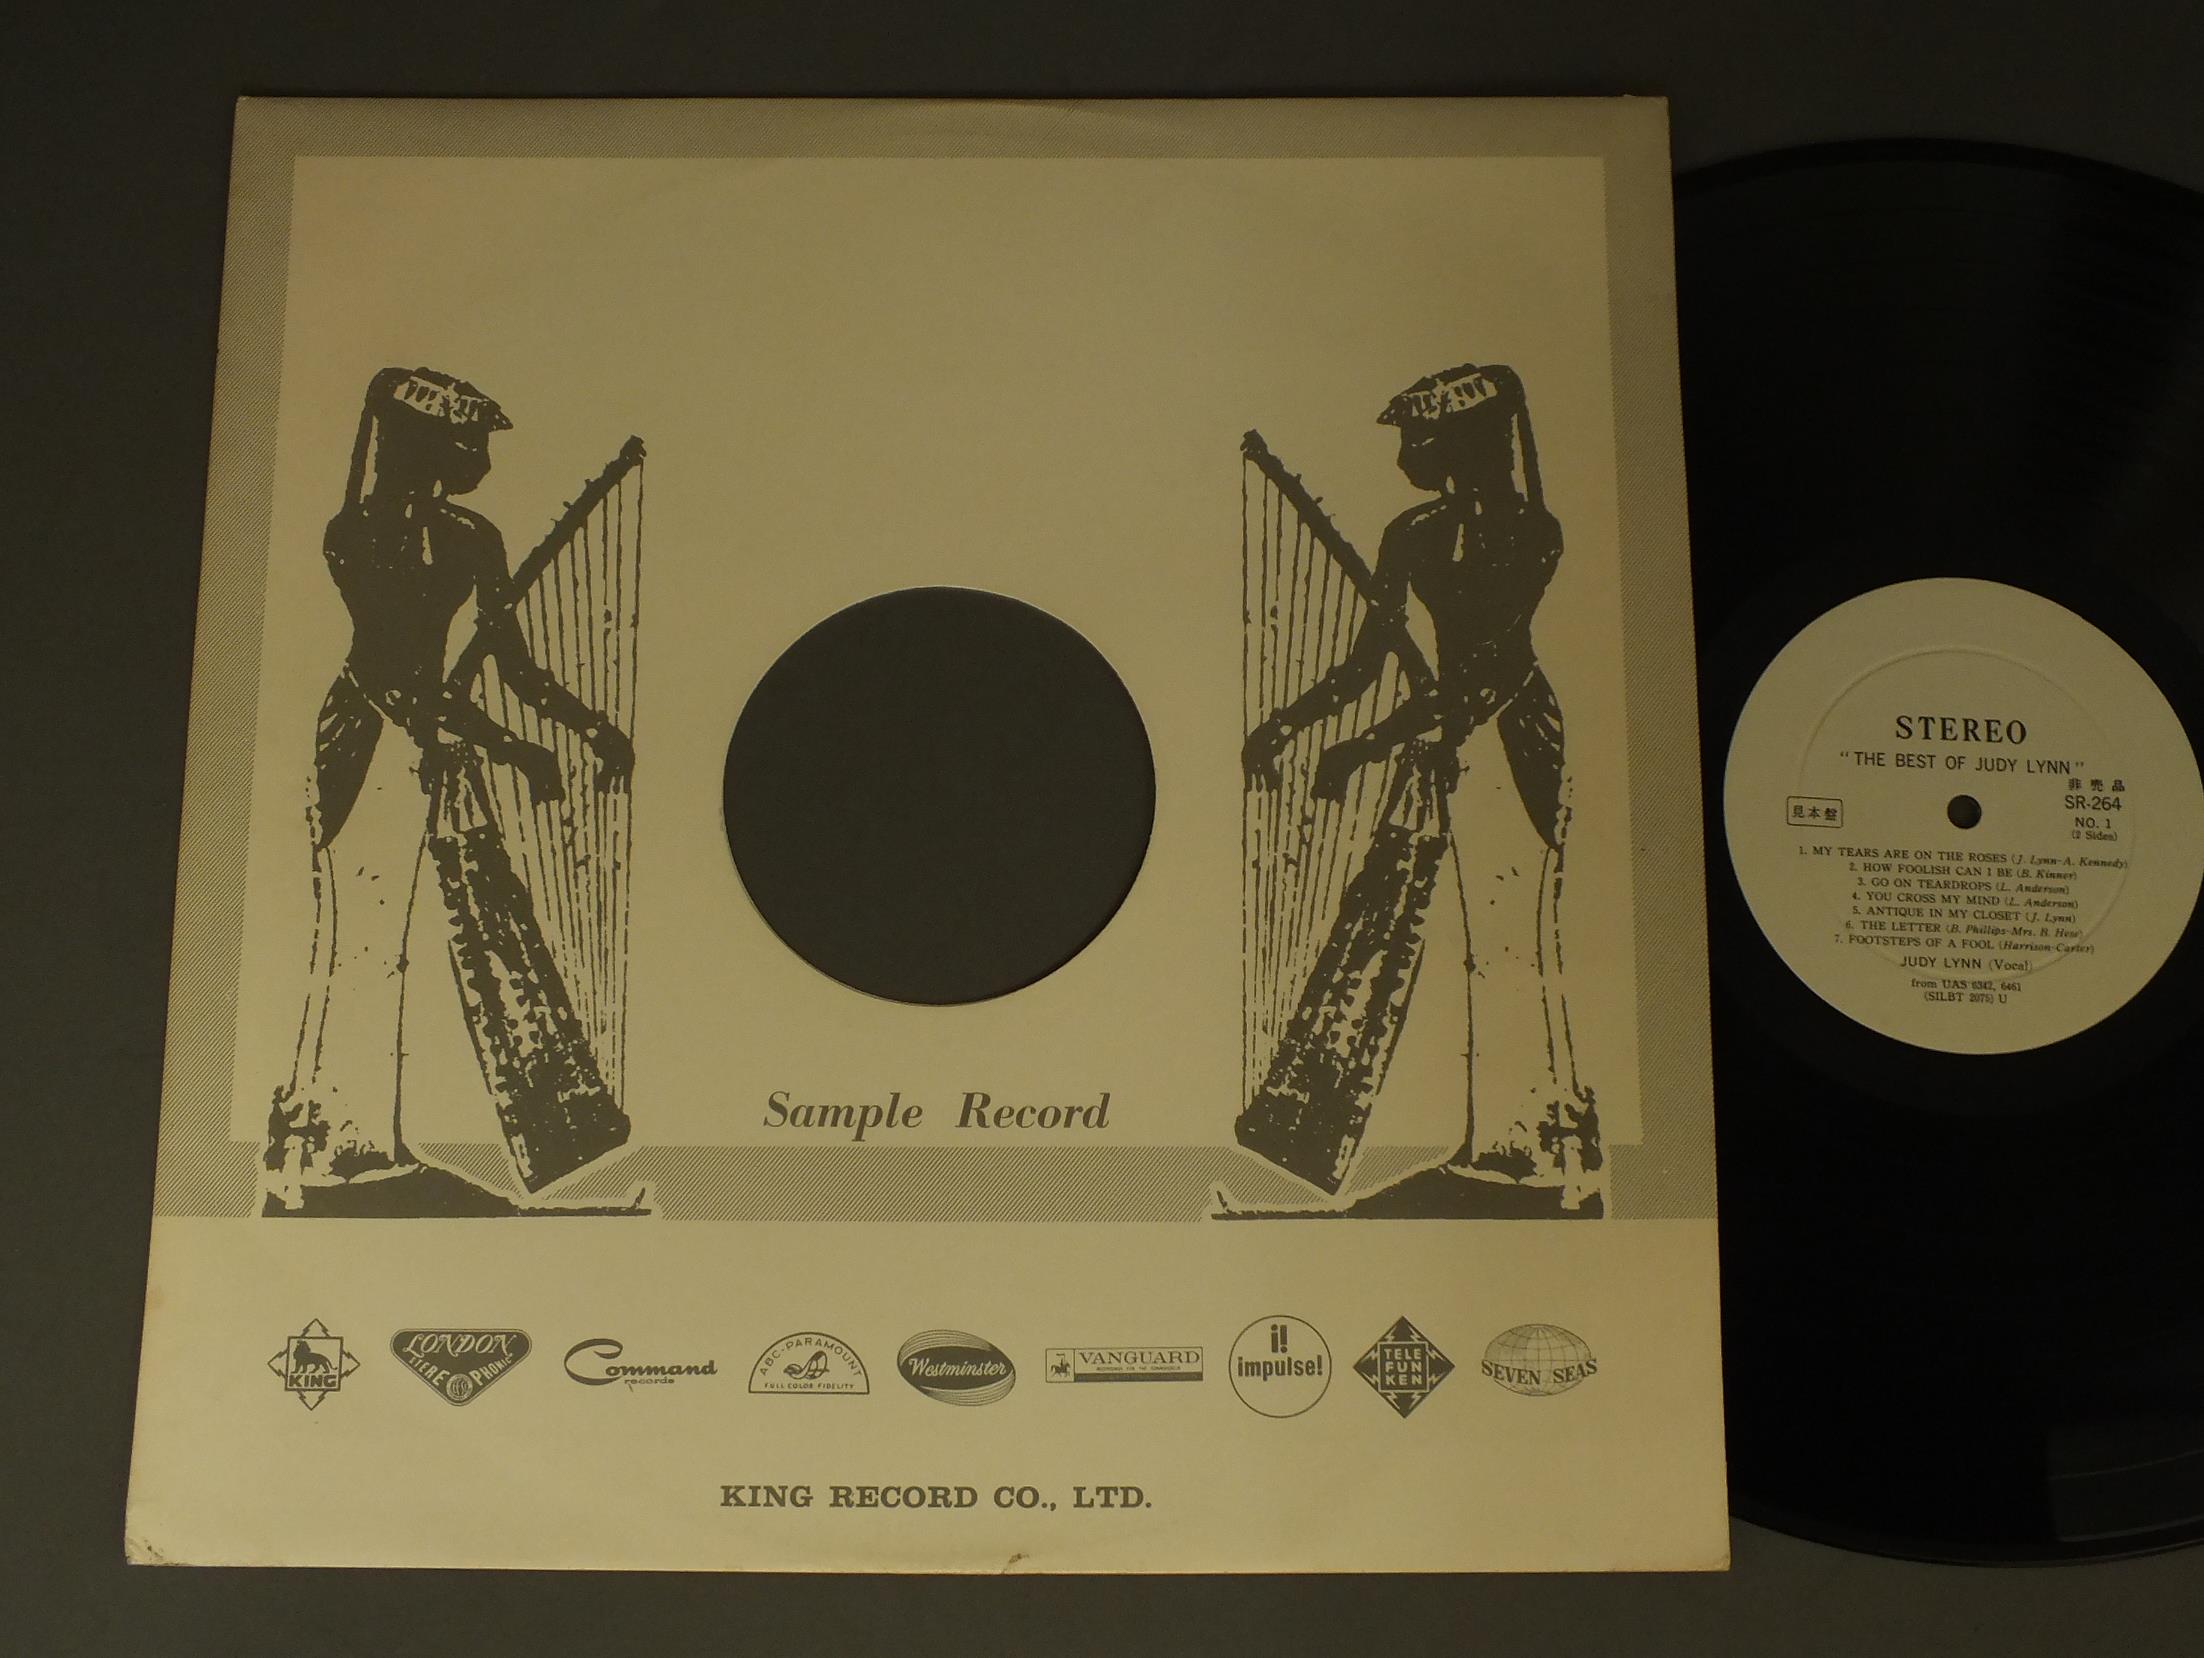 Sample Record
KING
LONDON
STEREO PHONIC
Command
records
ABC-PARAMOUNT
FULL COLOR FIDELITY
Westminster
VANGUARD
RECORDINGS FOR THE CONNOISSEUR
i!
impulse!
TELE
FUN
KEN
SEVEN SEAS
KING RECORD CO., LTD.
STEREO
"THE BEST OF JUDY LYNN"
非売品
見本盤
SR-264
NO. 1
(2 Sides)
1. MY TEARS ARE ON THE ROSES (J. Lynn-A. Kennedy)
2. HOW FOOLISH CAN I BE (B. Kinner)
3. GO ON TEARDROPS (L. Anderson)
4. YOU CROSS MY MIND (L. Anderson)
5. ANTIQUE IN MY CLOSET (J. Lynn)
6. THE LETTER (B. Phillips-Mrs. B. Hess)
7. FOOTSTEPS OF A FOOL (Harrison-Carter)
JUDY LYNN (Vocal)
from UAS 6342, 6461
(SILBT 2075) U